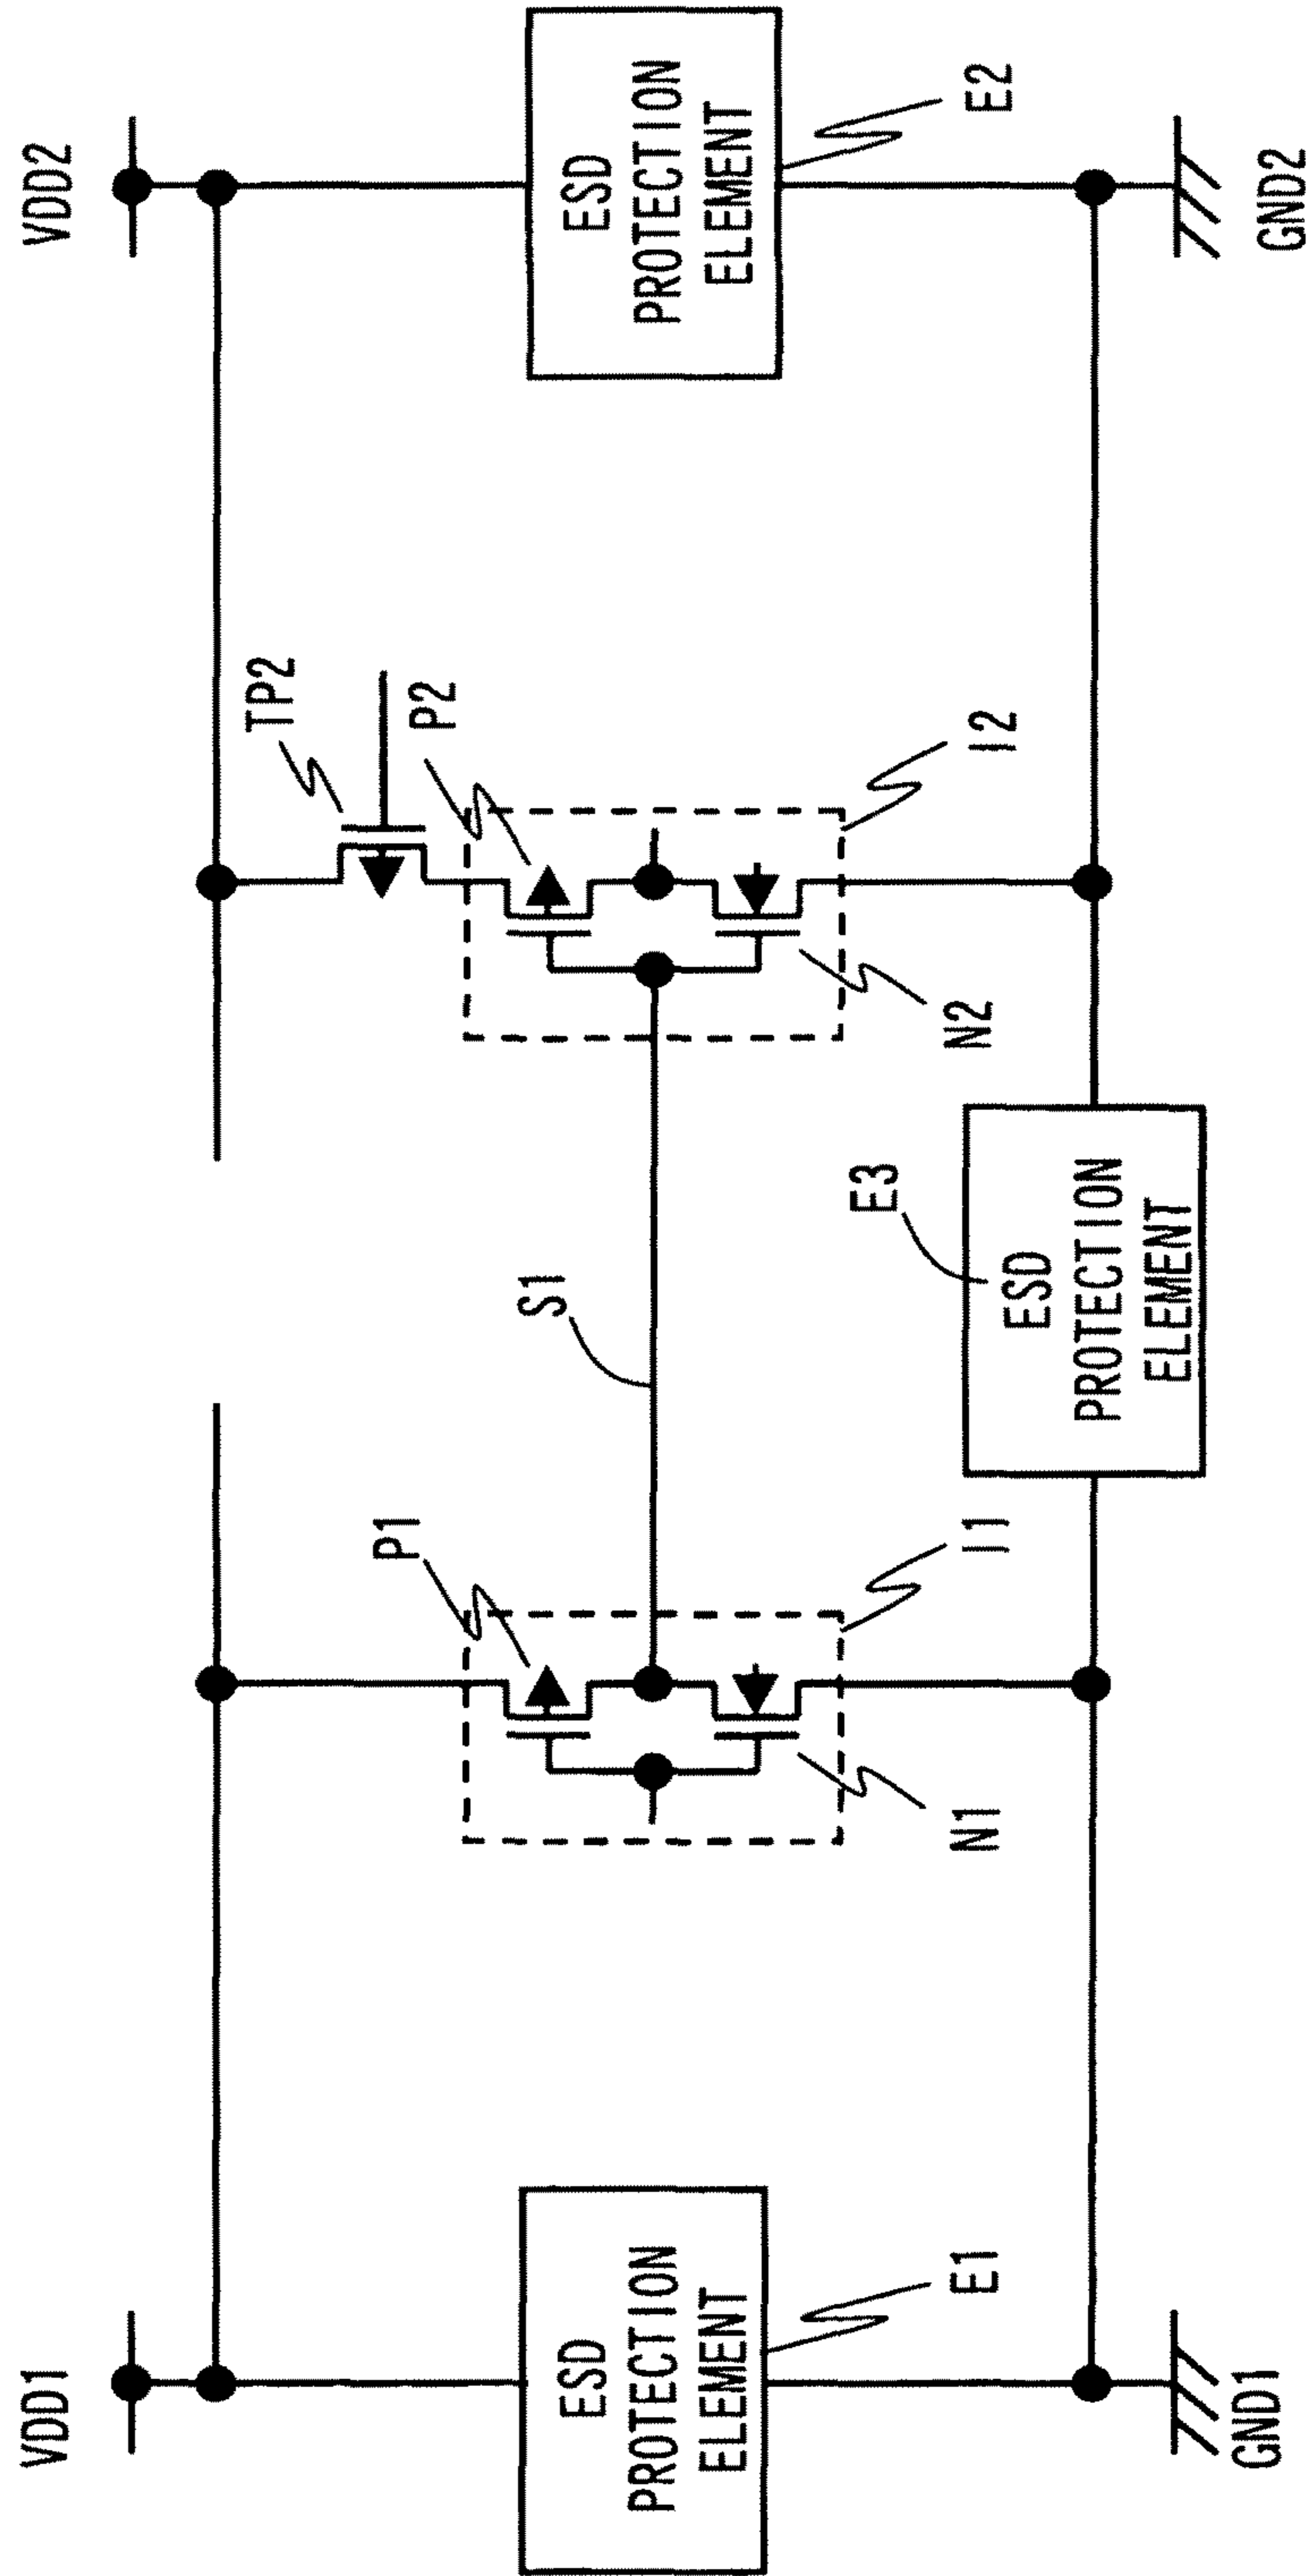 VDD1
VDD2
TP2
P1
P2
S1
ESD
PROTECTION
ELEMENT
E1
ESD
PROTECTION
ELEMENT
E2
N1
I1
N2
I2
E3
ESD
PROTECTION
ELEMENT
GND1
GND2